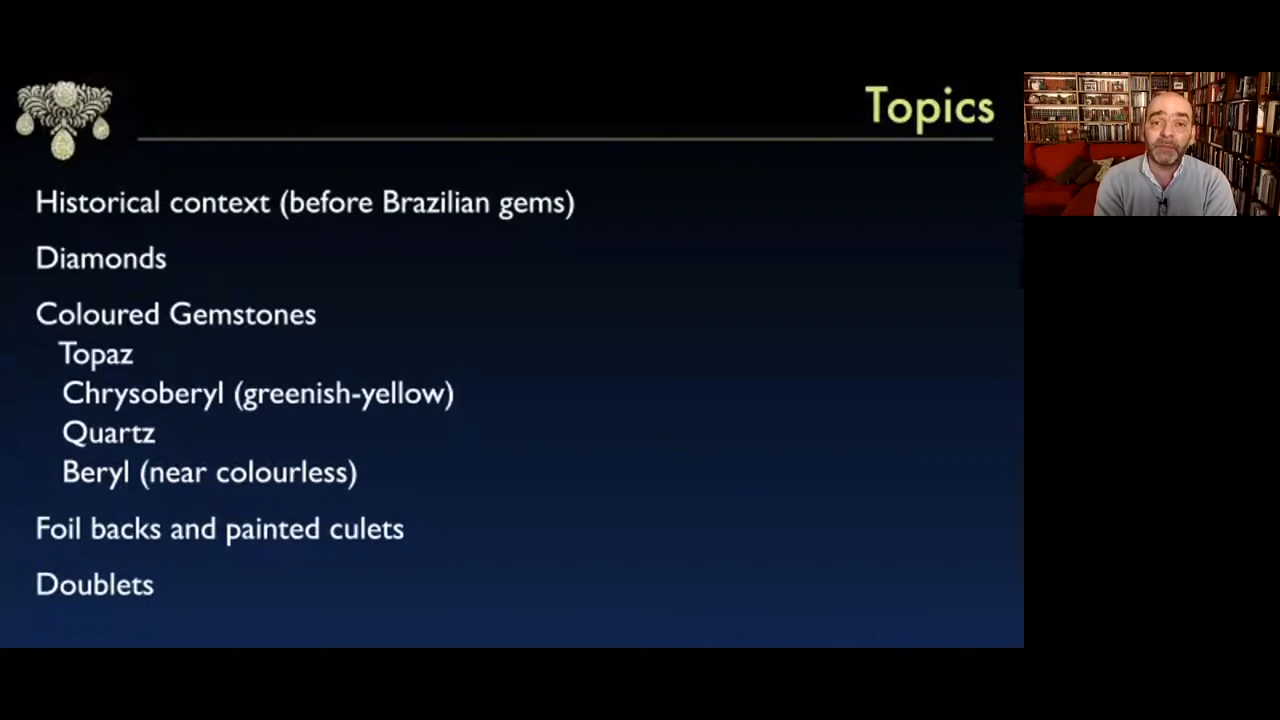 Topics
Historical context (before Brazilian gems)
Diamonds
Coloured Gemstones
Topaz
Chrysoberyl (greenish-yellow)
Quartz
Beryl (near colourless)
Foil backs and painted culets
Doublets